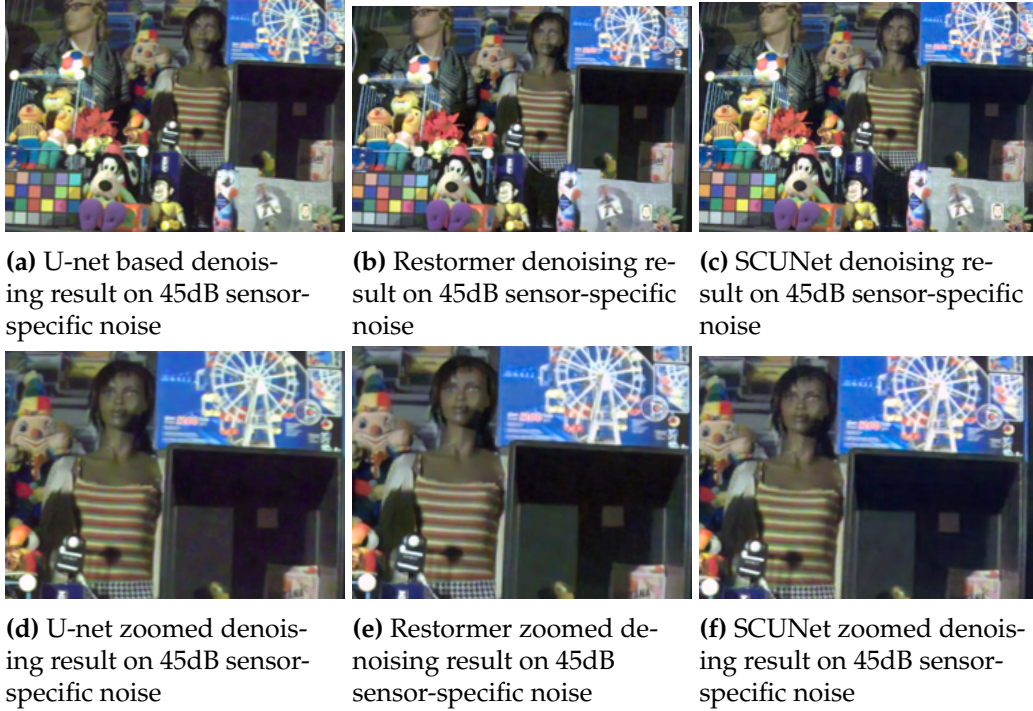 (a) U-net based denois-
ing result on 45dB sensor-
specific noise
(b) Restormer denoising re-
sult on 45dB sensor-specific
noise
(c) SCUNet denoising re-
sult on 45dB sensor-specific
noise
(d) U-net zoomed denois-
ing result on 45dB sensor-
specific noise
(e) Restormer zoomed de-
noising result on 45dB
sensor-specific noise
(f) SCUNet zoomed denois-
ing result on 45dB sensor-
specific noise